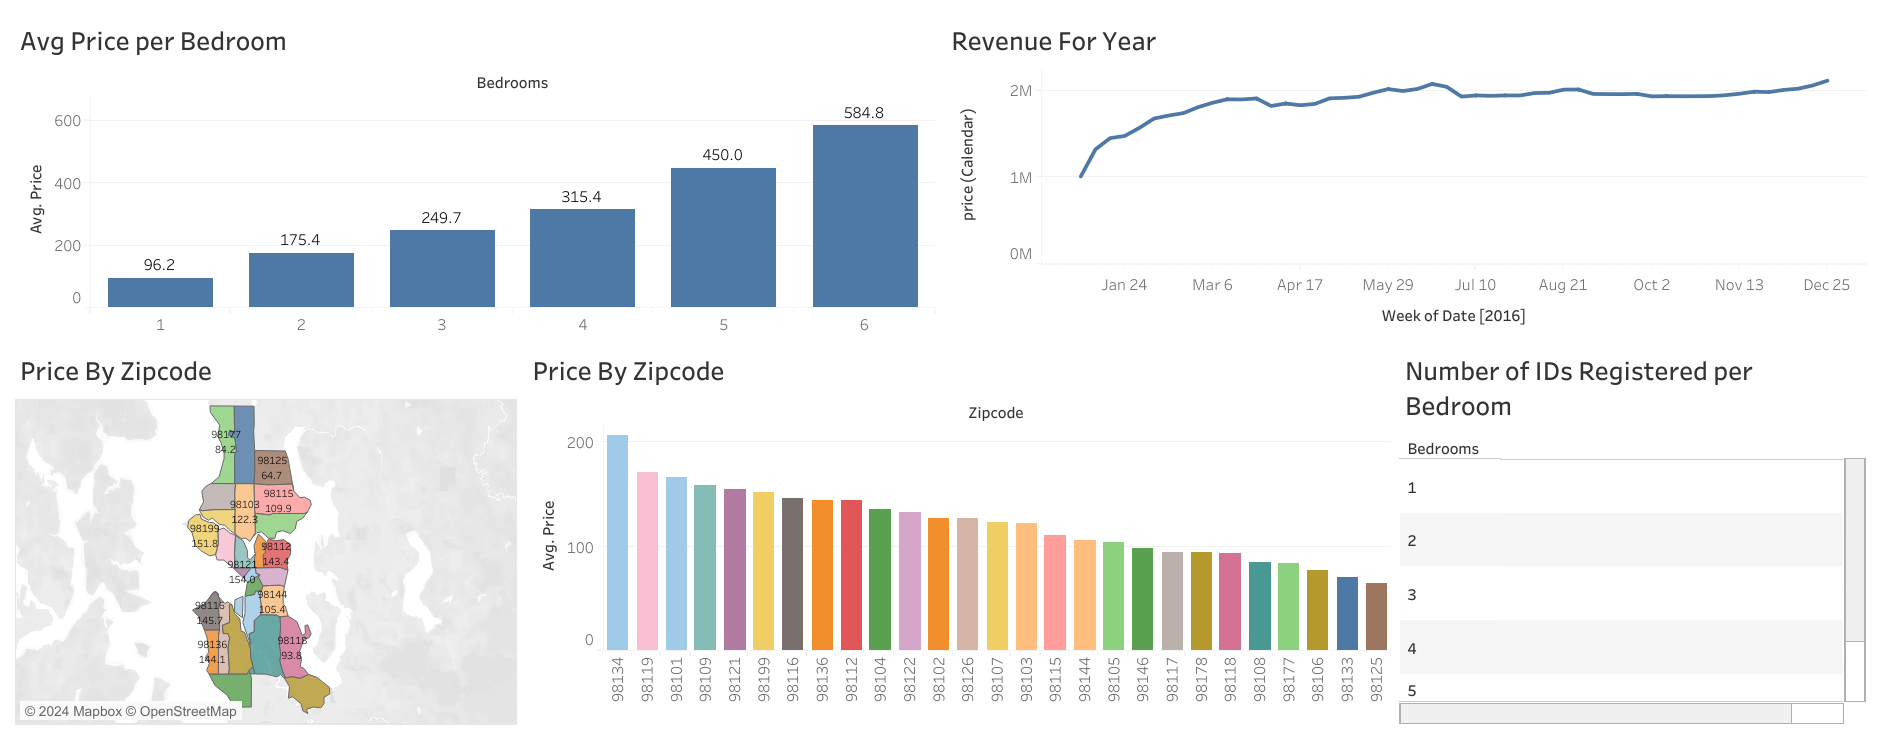 Avg Price per Bedroom
Bedrooms
Avg. Price
600
400
200
0
96.2
175.4
249.7
315.4
450.0
584.8
1 2 3 4 5 6
Revenue For Year
price (Calendar)
2M
1M
0M
Jan 24 Mar 6 Apr 17 May 29 Jul 10 Aug 21 Oct 2 Nov 13 Dec 25
Week of Date [2016]
Price By Zipcode
98177
84.2
98125
64.7
98115
109.9
98103
122.3
98199
151.8
98112
143.4
98121
154.0
98144
105.4
98116
145.7
98136
144.1
98118
93.8
© 2024 Mapbox © OpenStreetMap
Price By Zipcode
Zipcode
Avg. Price
200
100
0
98134 98119 98101 98109 98121 98199 98116 98136 98112 98104 98122 98102 98126 98107 98103 98115 98144 98105 98146 98117 98178 98118 98108 98177 98106 98133 98125
Number of IDs Registered per
Bedroom
Bedrooms
1
2
3
4
5